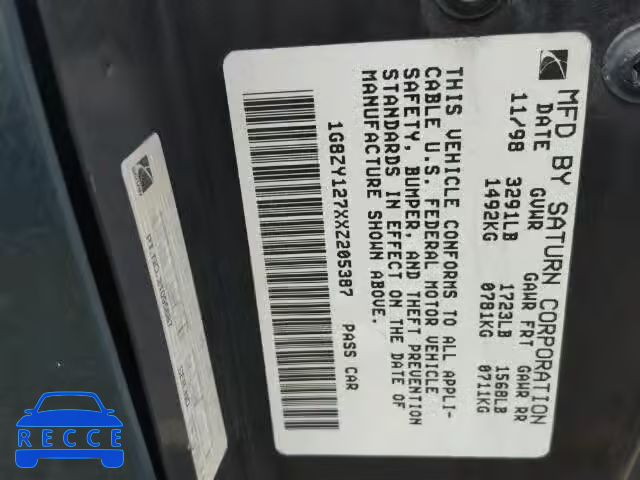 MFD BY SATURN CORPORATION
DATE GVWR GAWR FRT GAWR RR
11/98 3291LB 1723LB 1568LB
1492KG 0781KG 0711KG
THIS VEHICLE CONFORMS TO ALL APPLI-
CABLE U.S. FEDERAL MOTOR VEHICLE
SAFETY, BUMPER, AND THEFT PREVENTION
STANDARDS IN EFFECT ON THE DATE OF
MANUFACTURE SHOWN ABOVE.
1G8ZY127XXZ205387 PASS CAR
RECCE